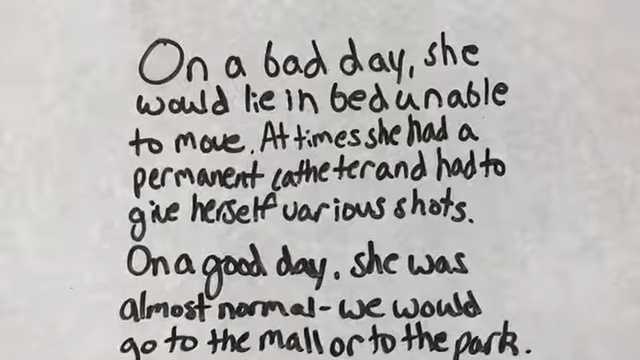 On a bad day, she
would lie in bed unable
to move. At times she had a
permanent catheter and had to
give herself various shots.
On a good day, she was
almost normal - we would
go to the mall or to the park.